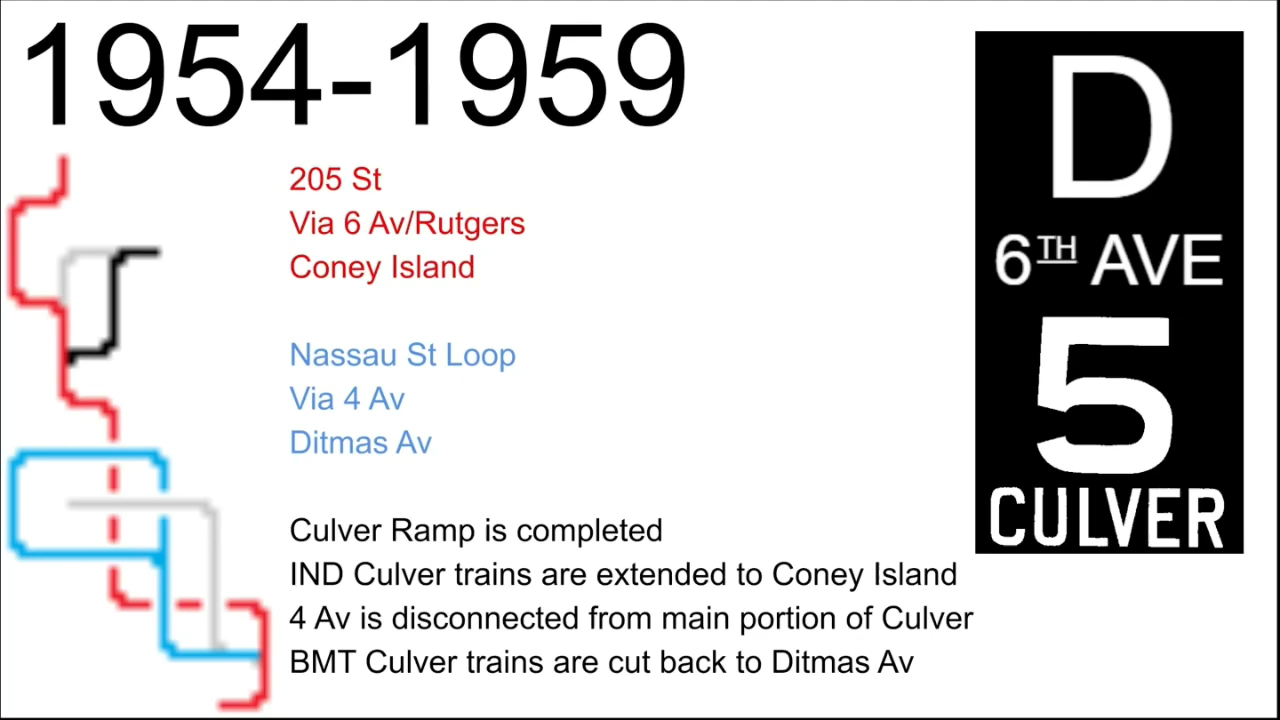 1954-1959
205 St
Via 6 Av/Rutgers
Coney Island
Nassau St Loop
Via 4 Av
Ditmas Av
Culver Ramp is completed
IND Culver trains are extended to Coney Island
4 Av is disconnected from main portion of Culver
BMT Culver trains are cut back to Ditmas Av
D
6TH AVE
5
CULVER